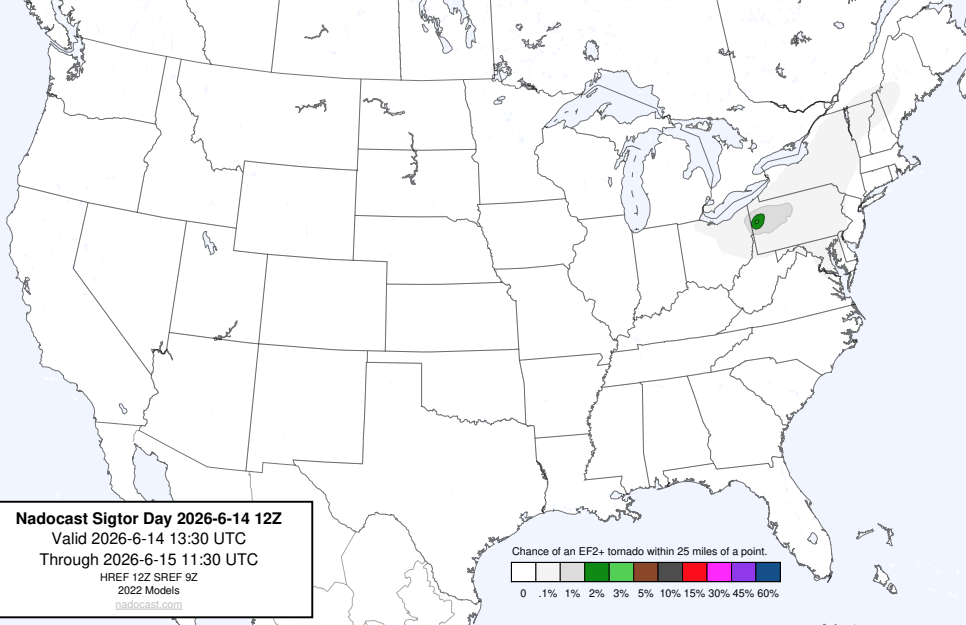 Nadocast Sigtor Day 2026-6-14 12Z
Valid 2026-6-14 13:30 UTC
Through 2026-6-15 11:30 UTC
HREF 12Z SREF 9Z
2022 Models
nadocast.com
Chance of an EF2+ tornado within 25 miles of a point.
0 .1% 1% 2% 3% 5% 10% 15% 30% 45% 60%